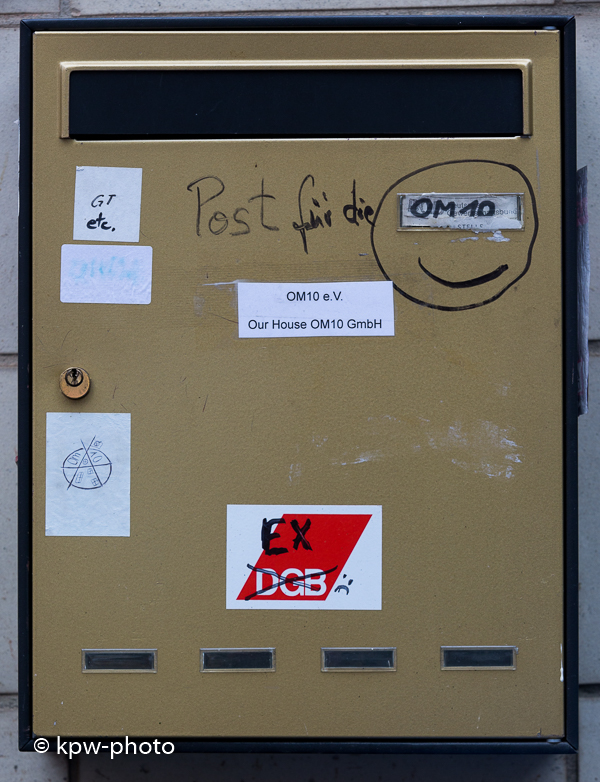 GT
etc.
Post für die
OM10
OM10 e.V.
Our House OM10 GmbH
EX
DGB
© kpw-photo